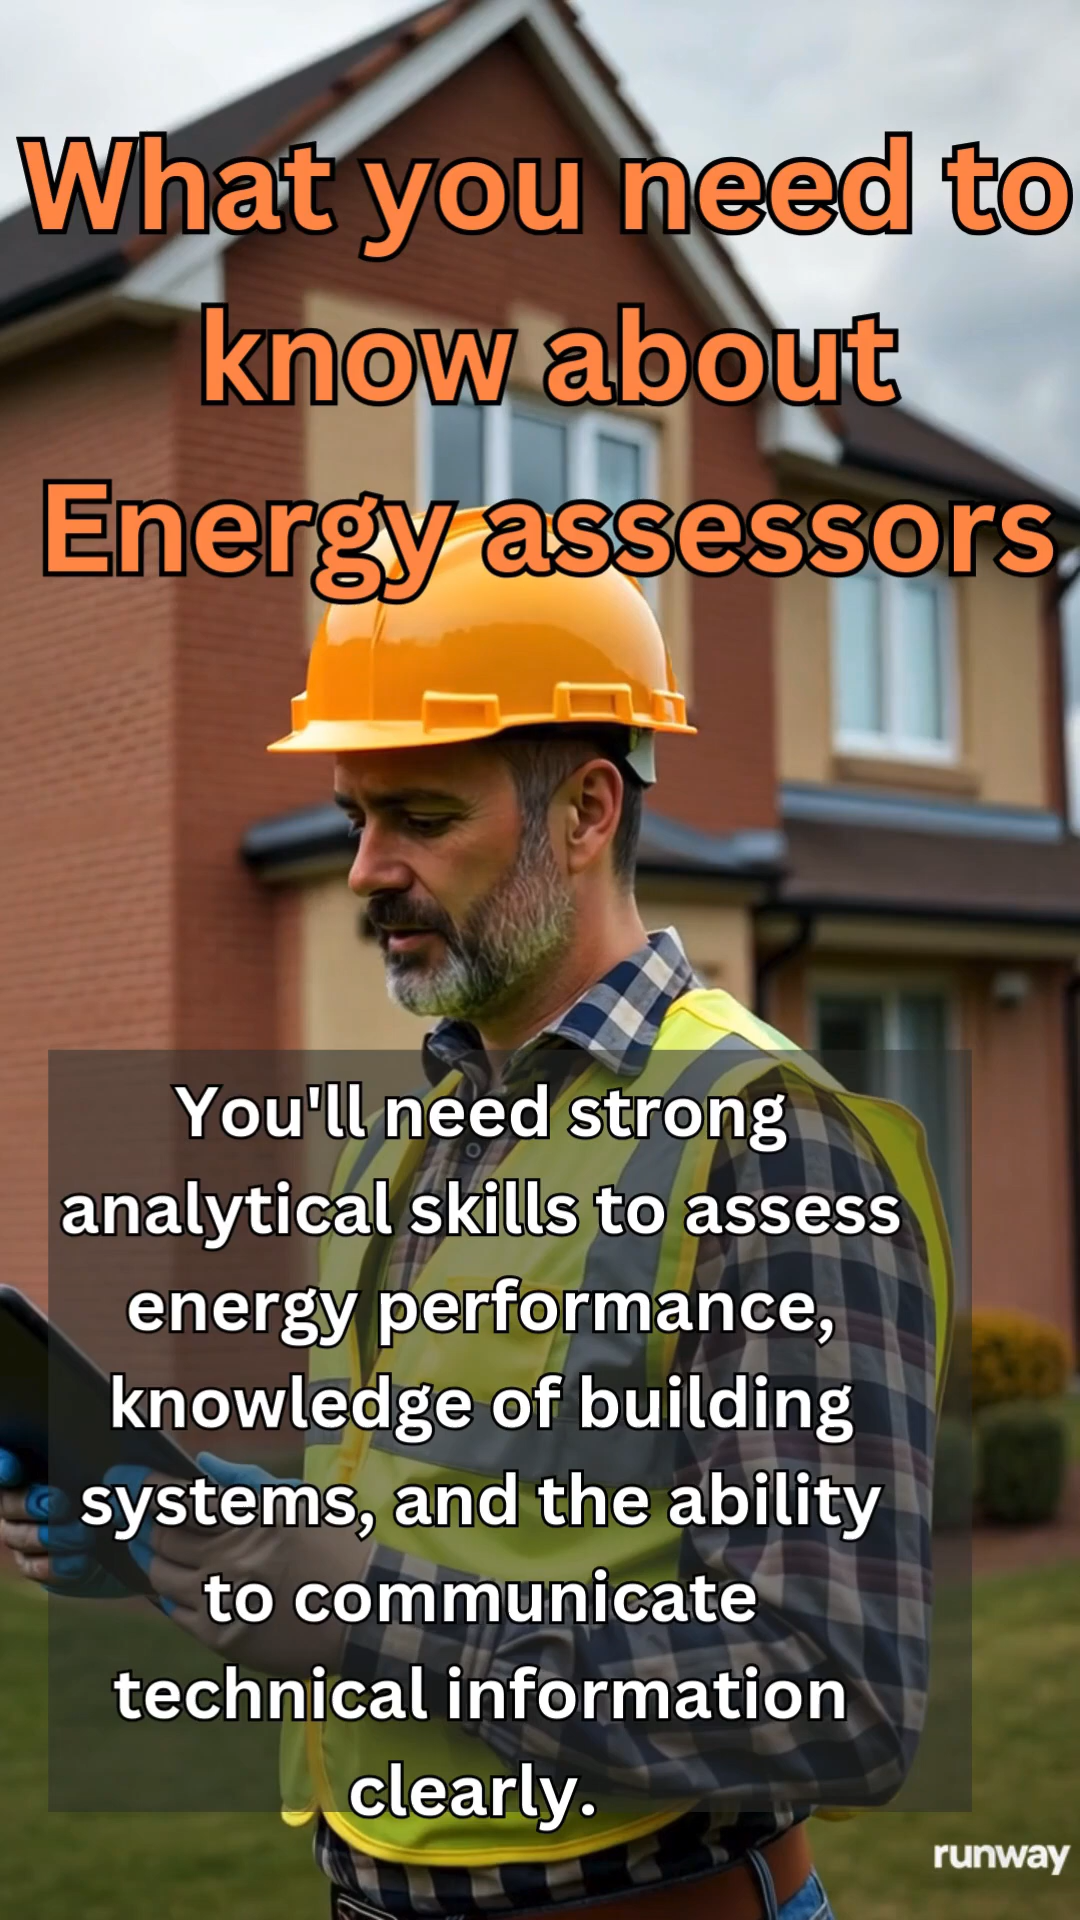 What you need to
know about
Energy assessors
You'll need strong
analytical skills to assess
energy performance,
knowledge of building
systems, and the ability
to communicate
technical information
clearly.
runway